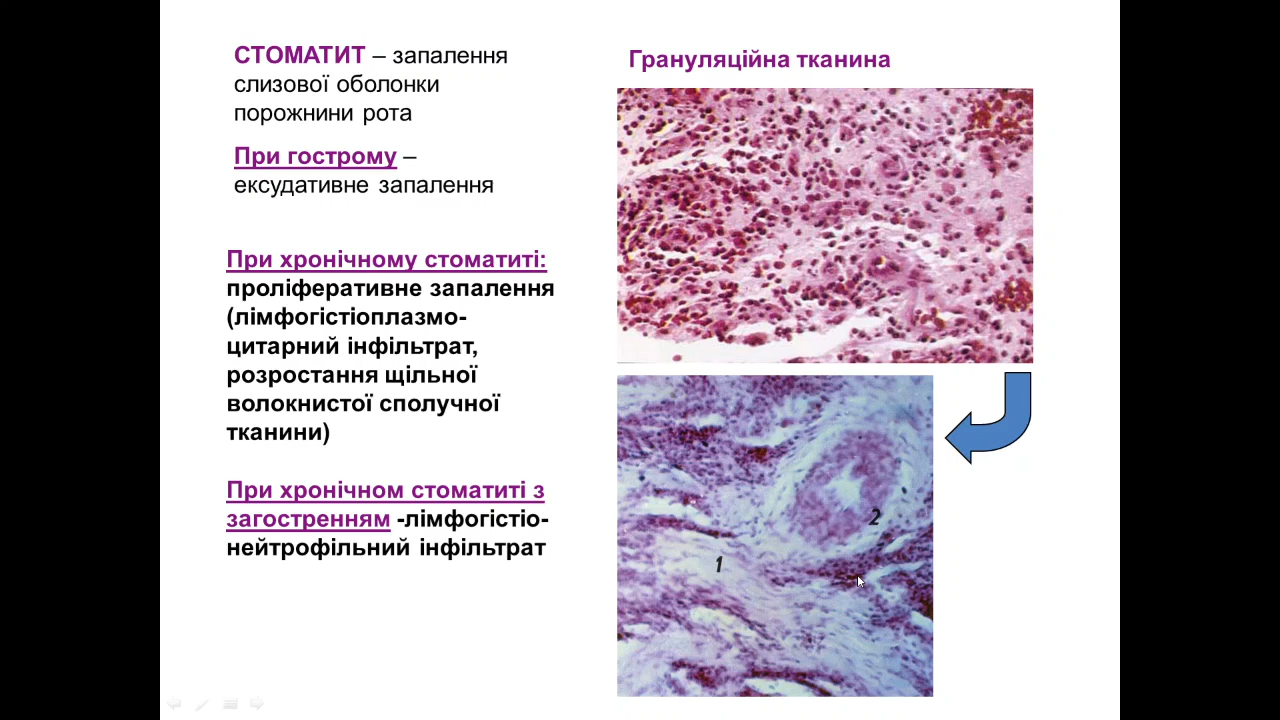 СТОМАТИТ – запалення
слизової оболонки
порожнини рота
При гострому –
ексудативне запалення
При хронічному стоматиті:
проліферативне запалення
(лімфогістіоплазмо-
цитарний інфільтрат,
розростання щільної
волокнистої сполучної
тканини)
При хронічном стоматиті з
загостренням -лімфогістіо-
нейтрофільний інфільтрат
Грануляційна тканина
2
1